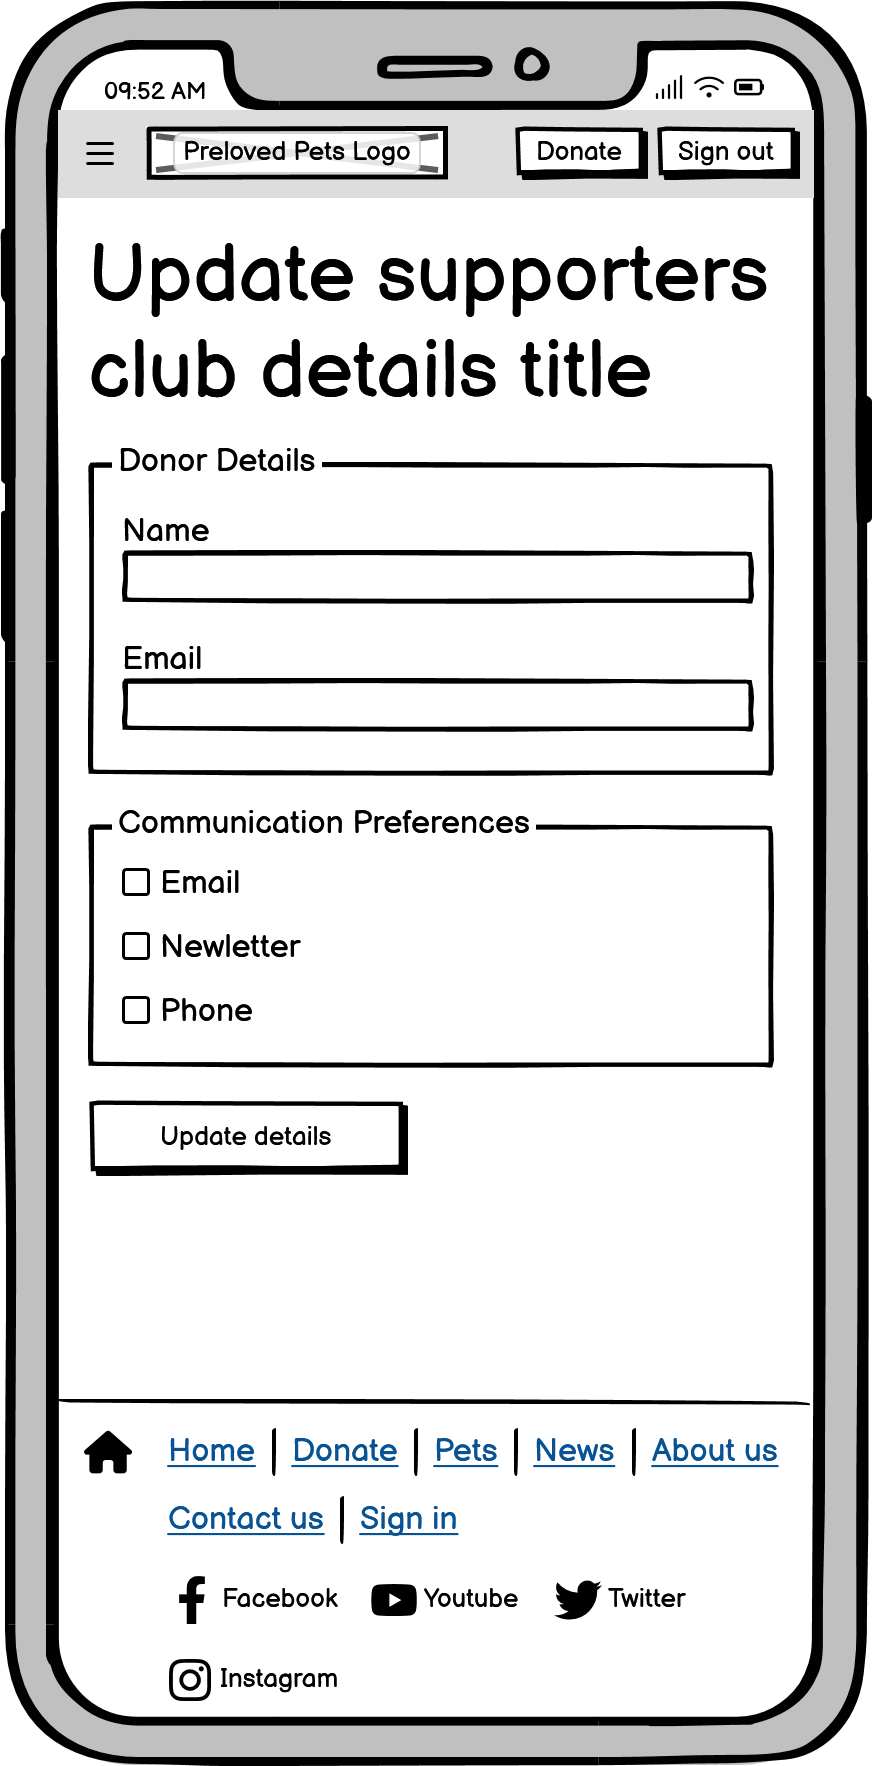 09:52 AM
Preloved Pets Logo Donate Sign out
Update supporters
club details title
Donor Details
Name
Email
Communication Preferences
Email
Newletter
Phone
Update details
Home Donate Pets News About us
Contact us Sign in
Facebook Youtube Twitter
Instagram